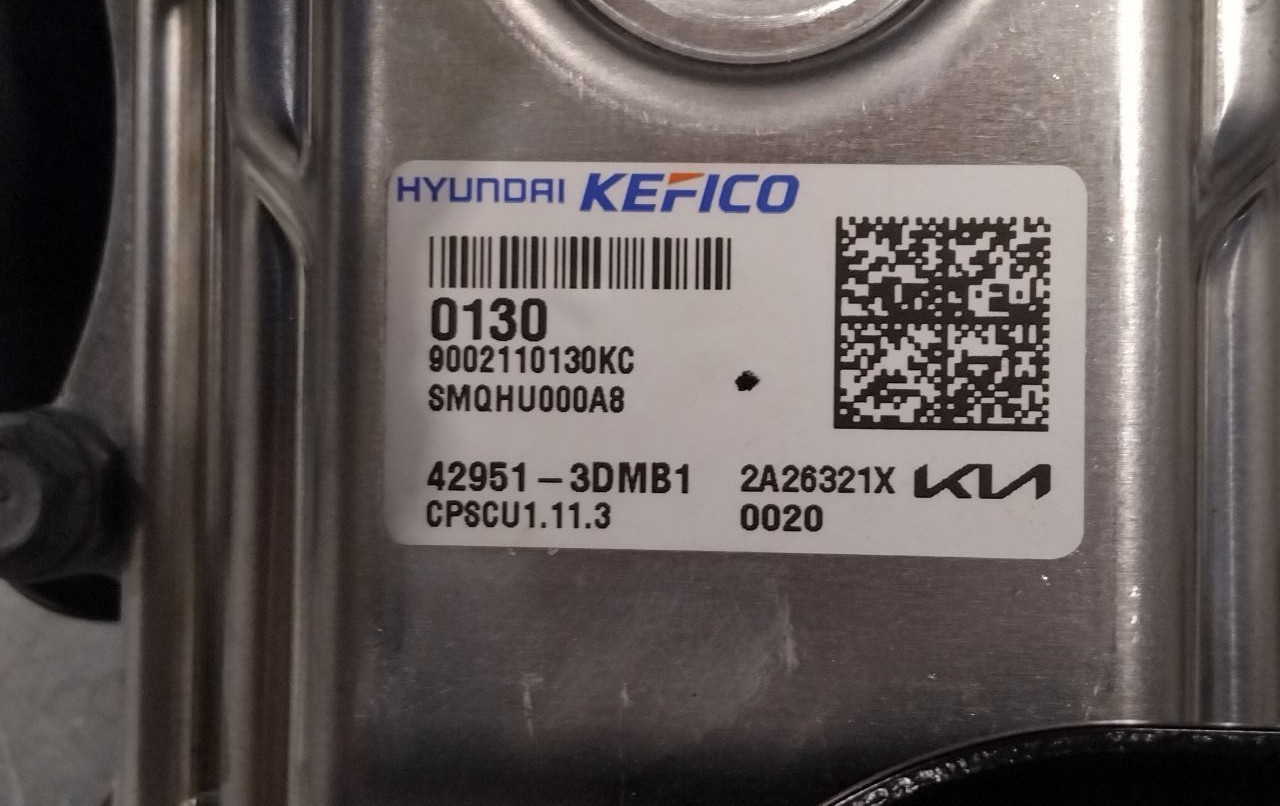 HYUNDAI KEFICO
0130
9002110130KC
SMQHU000A8
42951-3DMB1 2A26321X KIA
CPSCU1.11.3 0020